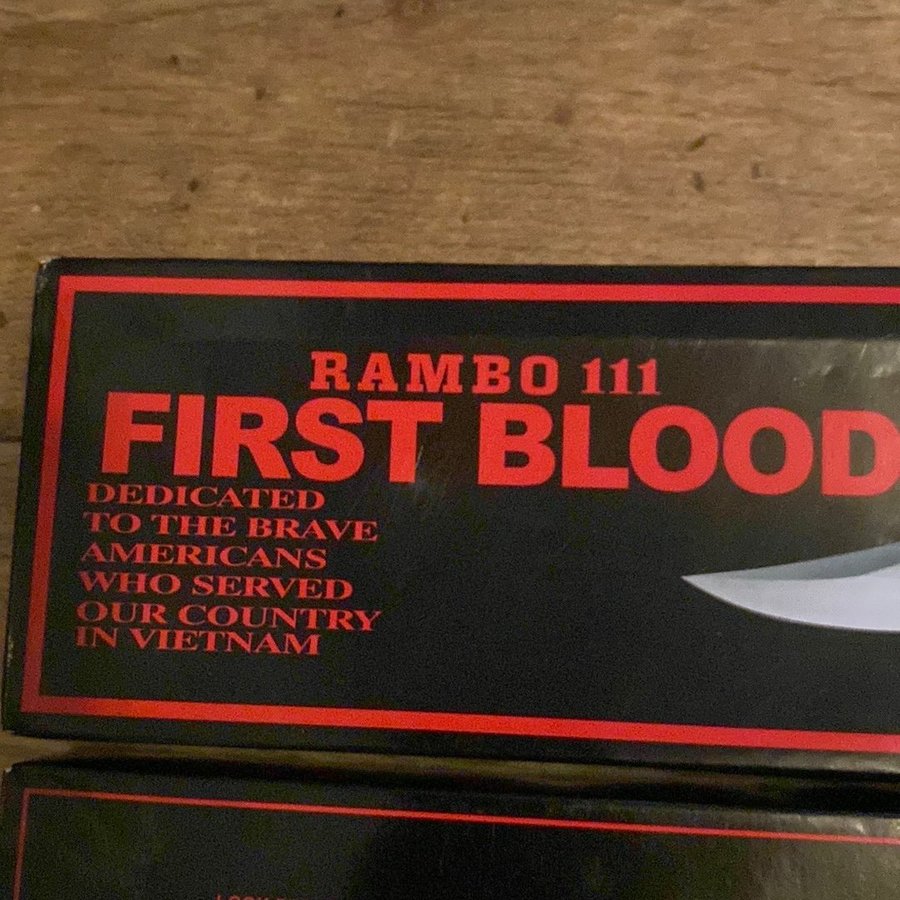 RAMBO 111
FIRST BLOOD
DEDICATED
TO THE BRAVE
AMERICANS
WHO SERVED
OUR COUNTRY
IN VIETNAM